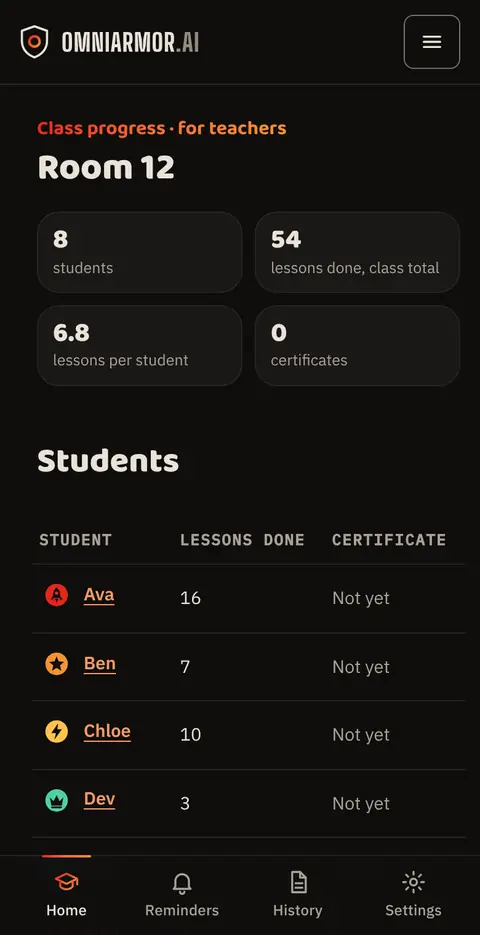 OMNIARMOR.AI
Class progress · for teachers
Room 12
8
students
54
lessons done, class total
6.8
lessons per student
0
certificates
Students
STUDENT LESSONS DONE CERTIFICATE
Ava 16 Not yet
Ben 7 Not yet
Chloe 10 Not yet
Dev 3 Not yet
Home Reminders History Settings